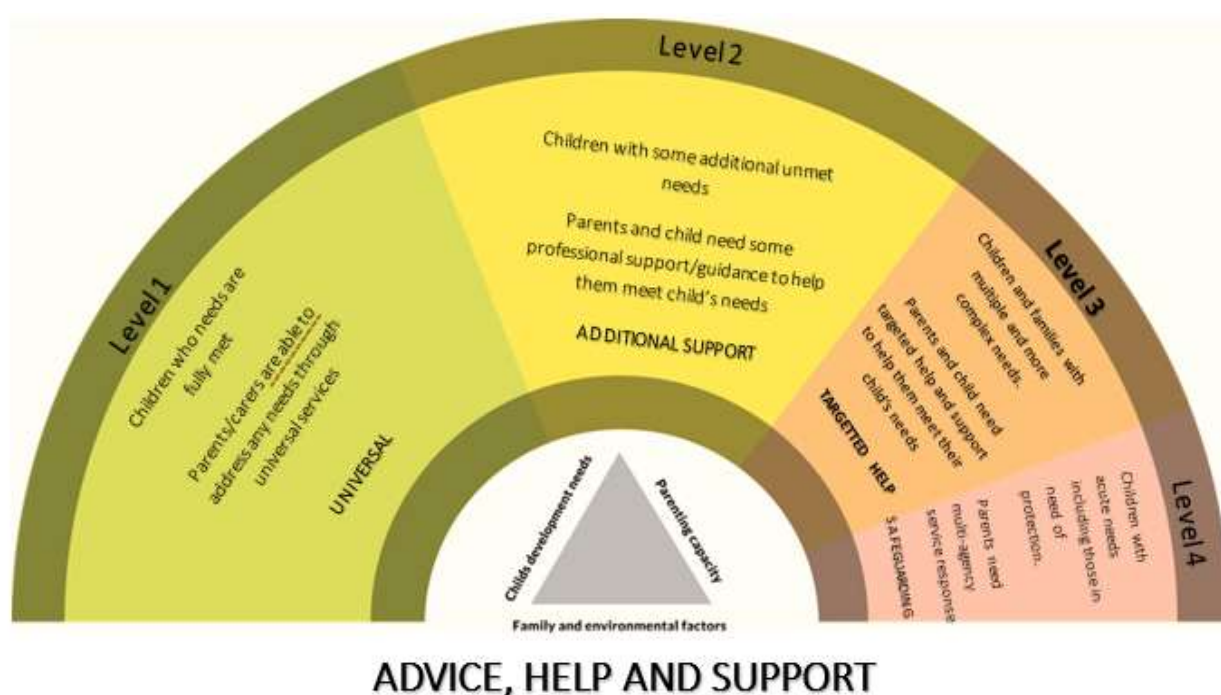 Level 1
Children who needs are
fully met
Parents/carers are able to
address any needs through
universal services
UNIVERSAL
Level 2
Children with some additional unmet
needs
Parents and child need some
professional support/guidance to help
them meet child's needs
ADDITIONAL SUPPORT
Level 3
Children and families with
multiple and more
complex needs.
Parents and child need
targeted help and support
to help them meet their
child's needs
TARGETTED HELP
Level 4
Children with
acute needs
including those in
need of
protection.
Parents need
multi-agency
service response
SAFEGUARDING
Childs development needs
Parenting capacity
Family and environmental factors
ADVICE, HELP AND SUPPORT